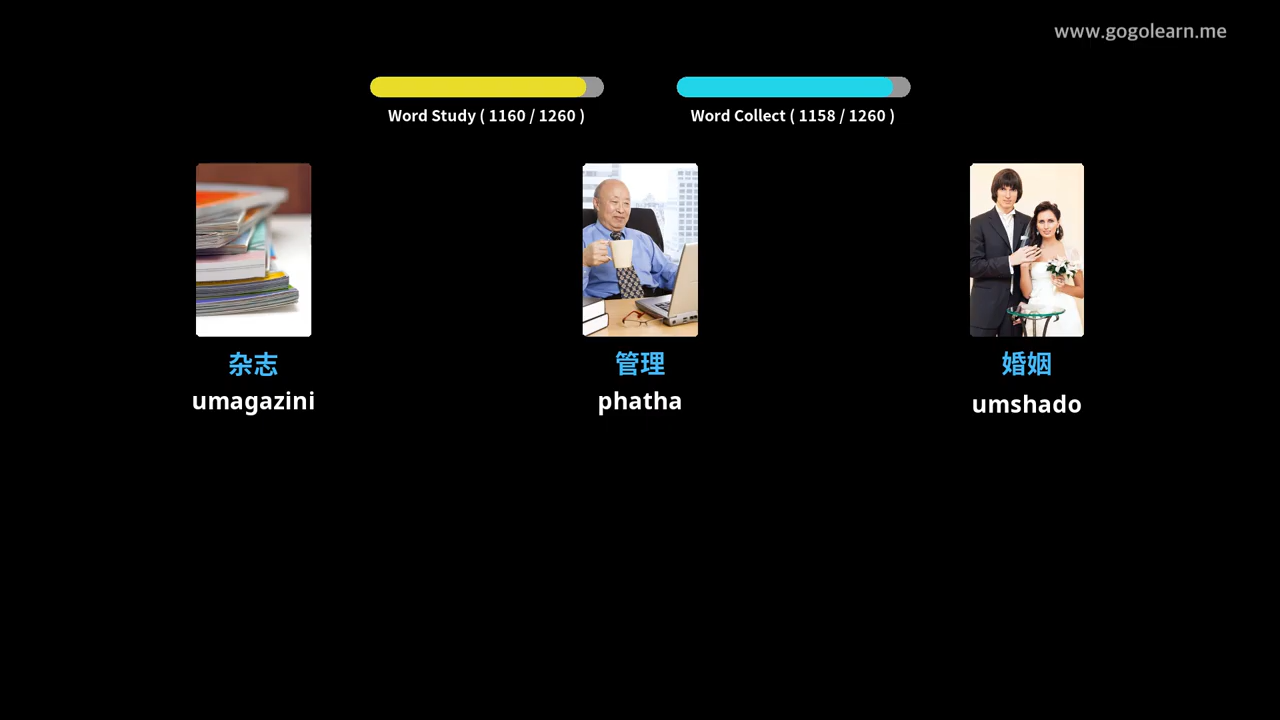 www.gogolearn.me
Word Study ( 1160 / 1260 )
Word Collect ( 1158 / 1260 )
杂志
umagazini
管理
phatha
婚姻
umshado